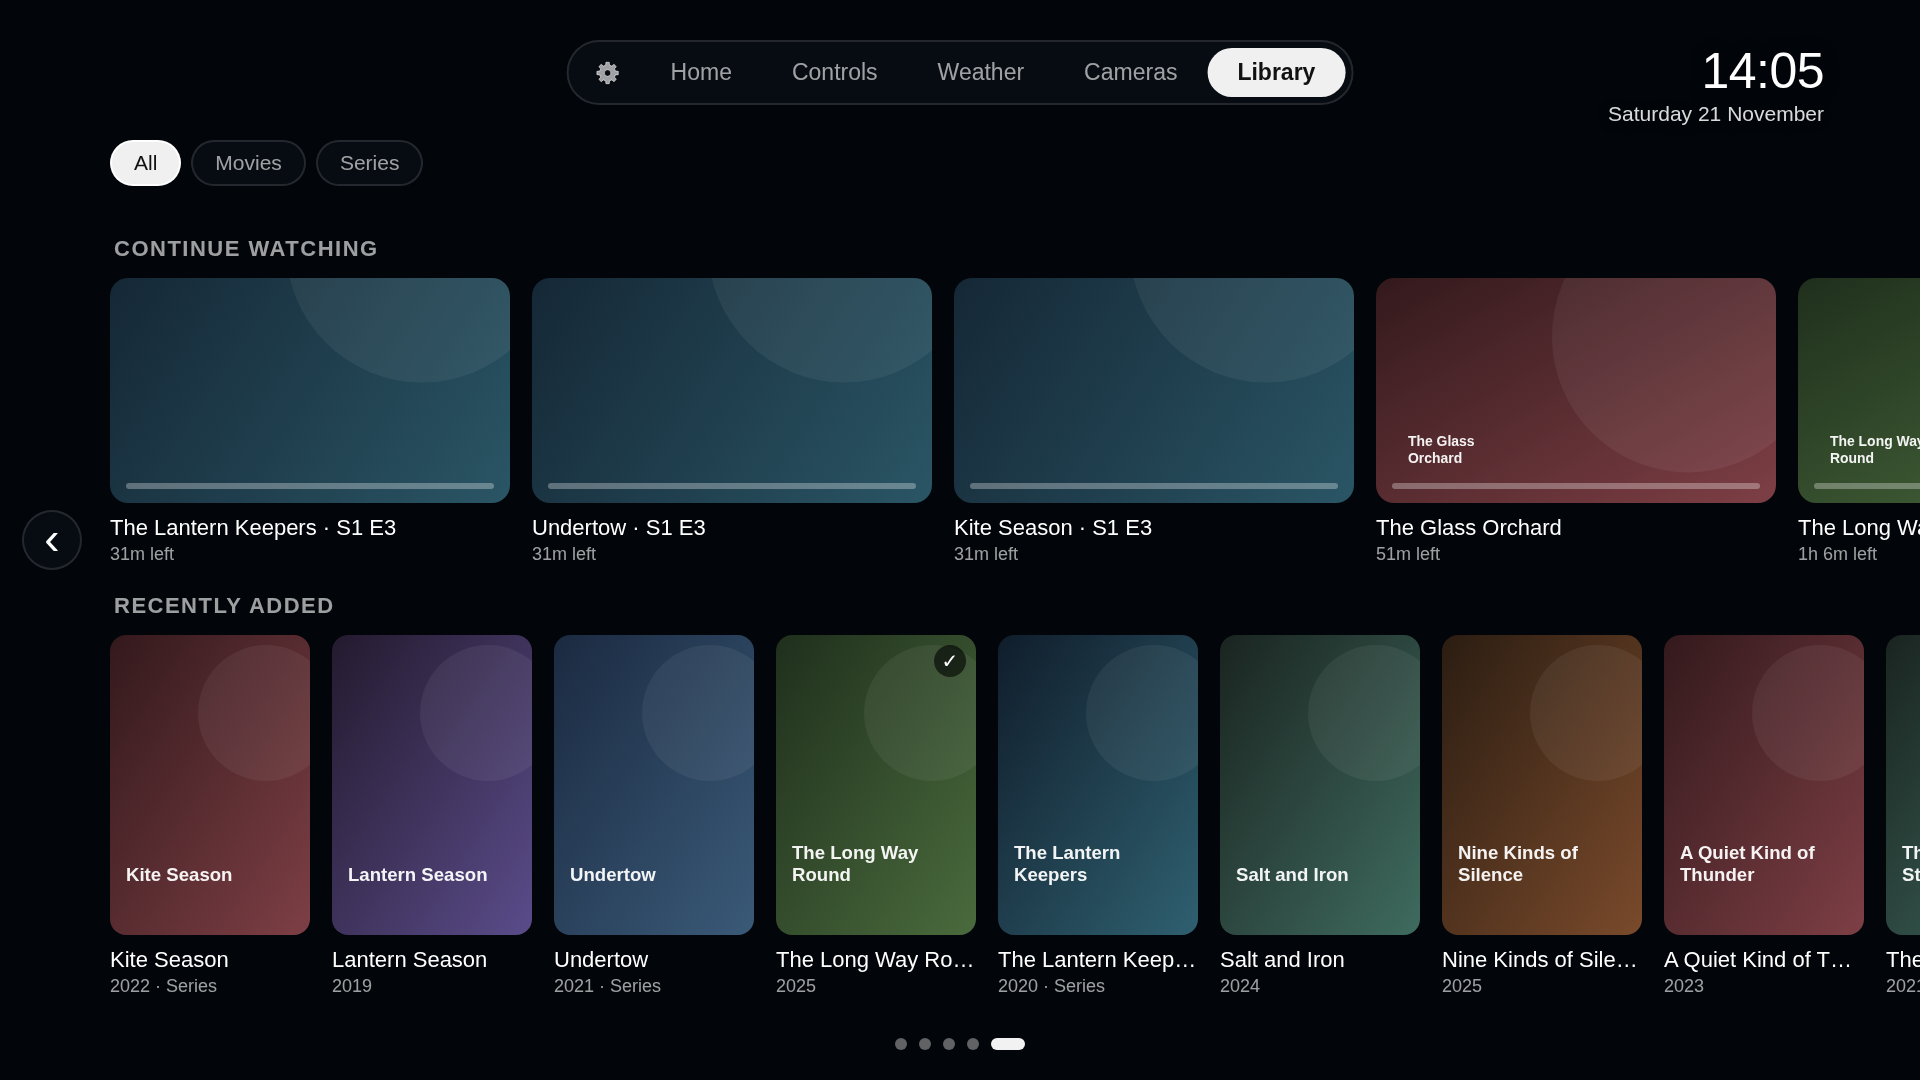 Home
Controls
Weather
Cameras
Library
14:05
Saturday 21 November
All
Movies
Series
CONTINUE WATCHING
The Glass
Orchard
The Long Way
Round
The Lantern Keepers · S1 E3
31m left
Undertow · S1 E3
31m left
Kite Season · S1 E3
31m left
The Glass Orchard
51m left
The Long
1h 6m left
RECENTLY ADDED
Kite Season
Lantern Season
Undertow
The Long Way
Round
The Lantern
Keepers
Salt and Iron
Nine Kinds of
Silence
A Quiet Kind of
Thunder
Kite Season
2022 · Series
Lantern Season
2019
Undertow
2021 · Series
The Long Way Ro…
2025
The Lantern Keep…
2020 · Series
Salt and Iron
2024
Nine Kinds of Sile…
2025
A Quiet Kind of T…
2023
The
2021